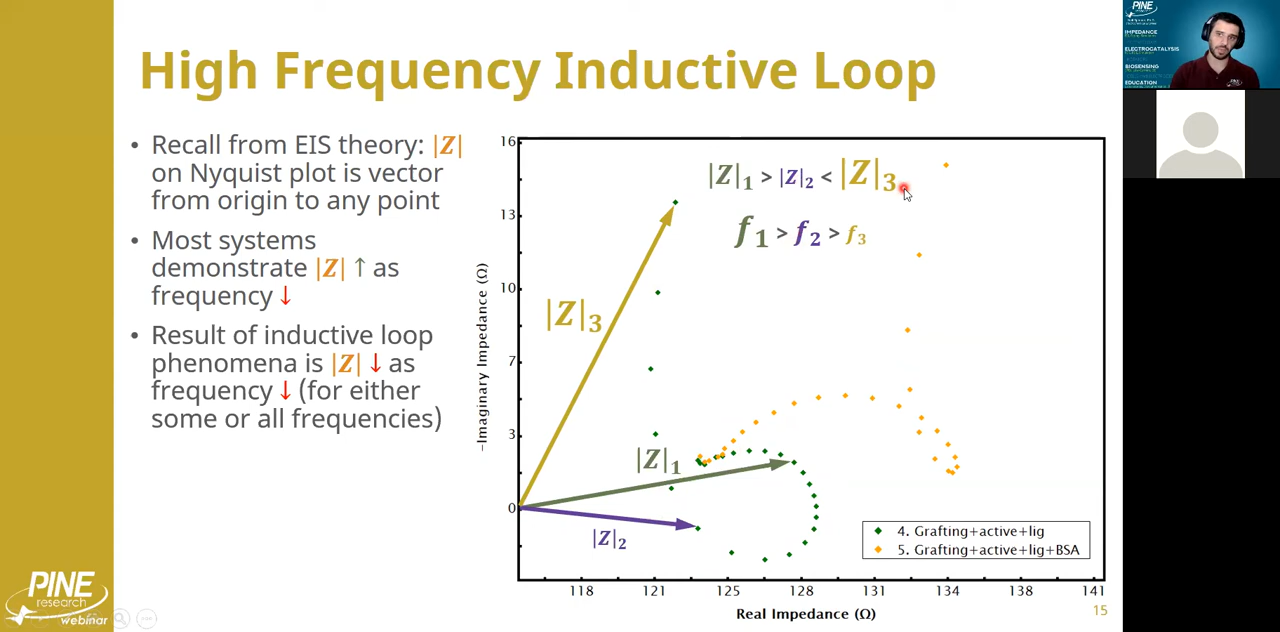 High Frequency Inductive Loop
• Recall from EIS theory: |Z|
on Nyquist plot is vector
from origin to any point
• Most systems
demonstrate |Z| ↑ as
frequency ↓
• Result of inductive loop
phenomena is |Z| ↓ as
frequency ↓ (for either
some or all frequencies)
16
13
10
7
3
0
−Imaginary Impedance (Ω)
|Z|₁ > |Z|₂ < |Z|₃
f₁ > f₂ > f₃
|Z|₃
|Z|₁
|Z|₂
4. Grafting+active+lig
5. Grafting+active+lig+BSA
118 121 125 128 131 134 138 141
Real Impedance (Ω)
15
PINE
research
webinar
PINE
IMPEDANCE
ELECTROCATALYSIS
BIOSENSING
EDUCATION